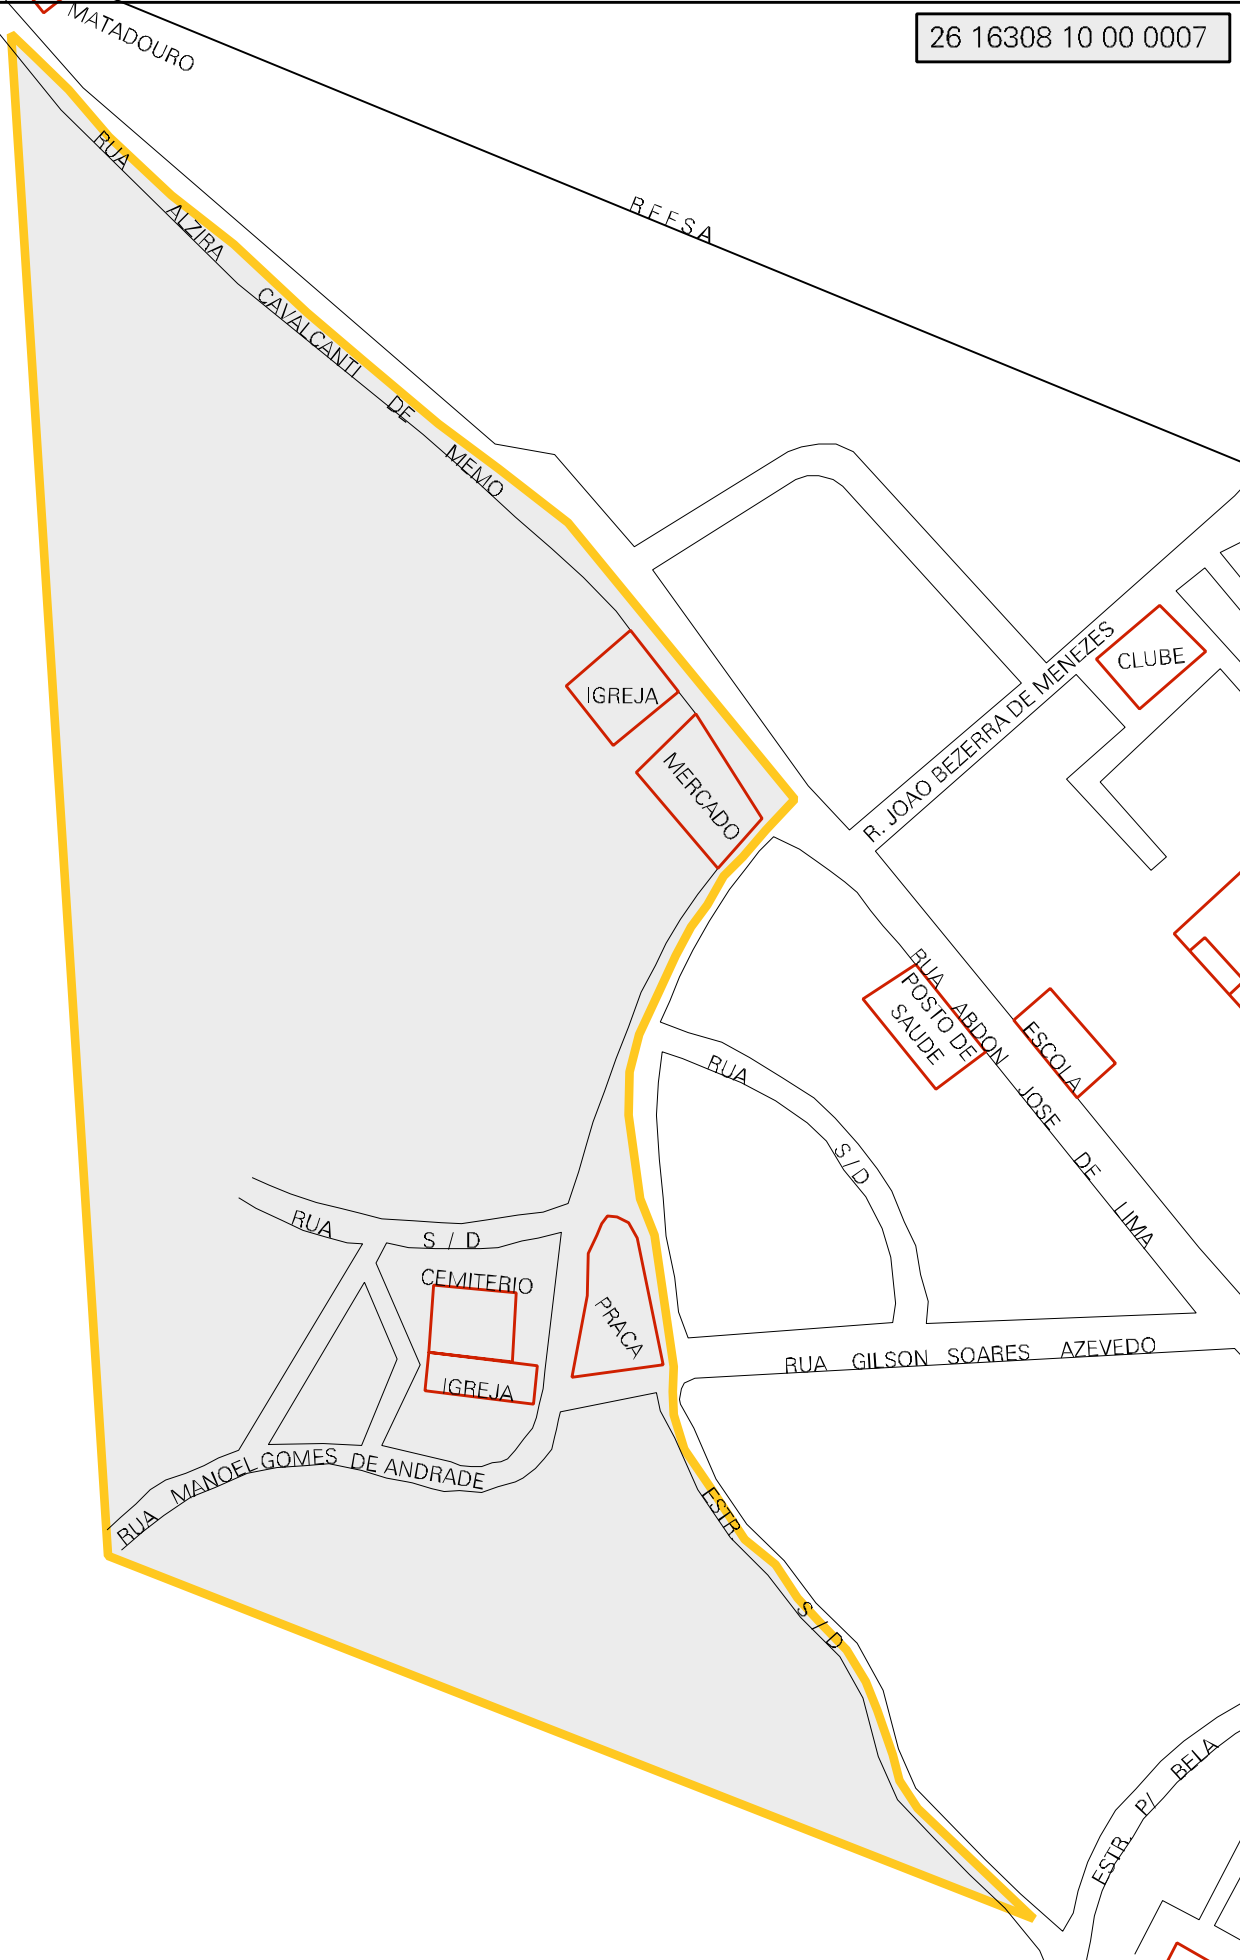 MATADOURO
26 16308 10 00 0007
RFFSA
RUA ALZIRA CAVALCANTI DE MEMO
CLUBE
R. JOAO BEZERRA DE MENEZES
IGREJA
MERCADO
RUA ABDON JOSE DE LIMA
POSTO DE
SAUDE
ESCOLA
RUA S/D
RUA S / D
CEMITERIO
PRACA
IGREJA
RUA GILSON SOARES AZEVEDO
RUA MANOEL GOMES DE ANDRADE
ESTR. S / D
ESTR. P/ BELA